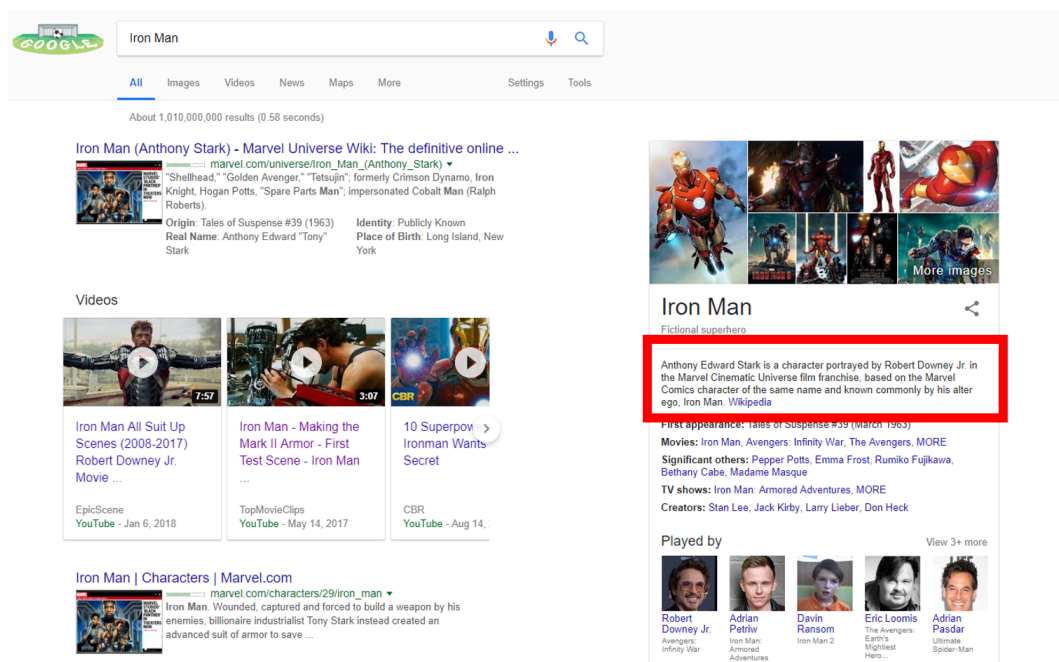 GOOGLE
Iron Man
All Images Videos News Maps More Settings Tools
About 1,010,000,000 results (0.58 seconds)
Iron Man (Anthony Stark) - Marvel Universe Wiki: The definitive online ...
marvel.com/universe/Iron_Man_(Anthony_Stark)
"Shellhead," "Golden Avenger," "Tetsujin"; formerly Crimson Dynamo, Iron
Knight, Hogan Potts, "Spare Parts Man"; impersonated Cobalt Man (Ralph
Roberts).
Origin: Tales of Suspense #39 (1963)
Real Name: Anthony Edward "Tony"
Stark
Identity: Publicly Known
Place of Birth: Long Island, New
York
Videos
7:57
Iron Man All Suit Up
Scenes (2008-2017)
Robert Downey Jr.
Movie ...
EpicScene
YouTube - Jan 6, 2018
3:07
Iron Man - Making the
Mark II Armor - First
Test Scene - Iron Man
...
TopMovieClips
YouTube - May 14, 2017
CBR
10 Superpow
Ironman Wants
Secret
CBR
YouTube - Aug 14,
Iron Man | Characters | Marvel.com
marvel.com/characters/29/iron_man
Iron Man. Wounded, captured and forced to build a weapon by his
enemies, billionaire industrialist Tony Stark instead created an
advanced suit of armor to save ...
More images
Iron Man
Fictional superhero
Anthony Edward Stark is a character portrayed by Robert Downey Jr. in
the Marvel Cinematic Universe film franchise, based on the Marvel
Comics character of the same name and known commonly by his alter
ego, Iron Man. Wikipedia
First appearance: Tales of Suspense #39 (March 1963)
Movies: Iron Man, Avengers: Infinity War, The Avengers, MORE
Significant others: Pepper Potts, Emma Frost, Rumiko Fujikawa,
Bethany Cabe, Madame Masque
TV shows: Iron Man: Armored Adventures, MORE
Creators: Stan Lee, Jack Kirby, Larry Lieber, Don Heck
Played by
View 3+ more
Robert
Downey Jr.
Avengers:
Infinity War
Adrian
Petriw
Iron Man:
Armored
Adventures
Davin
Ransom
Iron Man 2
Eric Loomis
The Avengers:
Earth's
Mightiest
Hero...
Adrian
Pasdar
Ultimate
Spider-Man